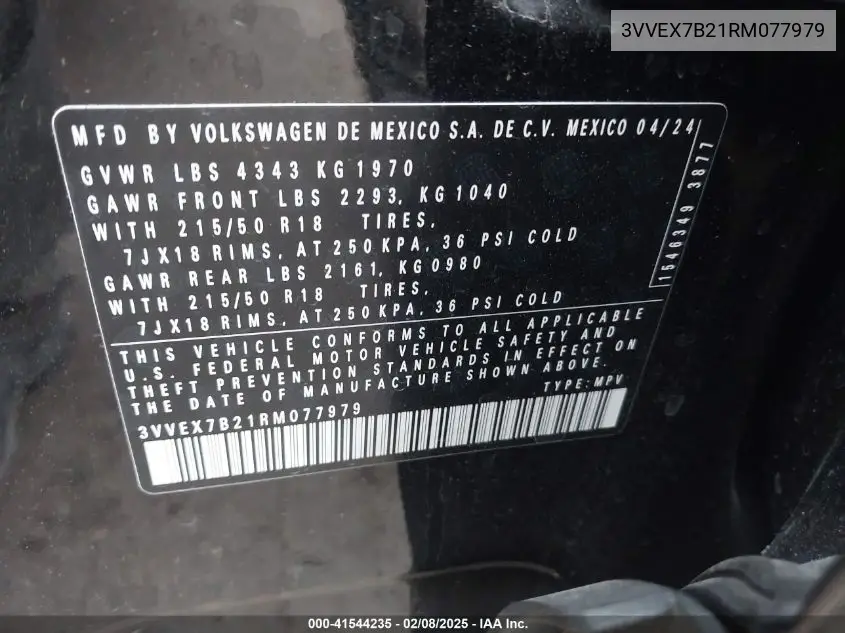 3VVEX7B21RM077979
MFD BY VOLKSWAGEN DE MEXICO S.A. DE C.V. MEXICO 04/24
GVWR LBS 4343 KG 1970
GAWR FRONT LBS 2293, KG 1040
WITH 215/50 R18 TIRES,
7JX18 RIMS, AT 250 KPA, 36 PSI COLD
GAWR REAR LBS 2161, KG 0980
WITH 215/50 R18 TIRES,
7JX18 RIMS, AT 250 KPA, 36 PSI COLD
1546349 3877
THIS VEHICLE CONFORMS TO ALL APPLICABLE
U.S. FEDERAL MOTOR VEHICLE SAFETY AND
THEFT PREVENTION STANDARDS IN EFFECT ON
THE DATE OF MANUFACTURE SHOWN ABOVE.
TYPE: MPV
3VVEX7B21RM077979
000-41544235 - 02/08/2025 - IAA Inc.